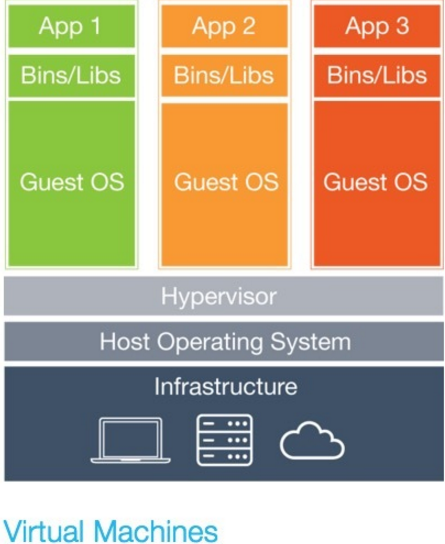 App 1 App 2 App 3
Bins/Libs Bins/Libs Bins/Libs
Guest OS Guest OS Guest OS
Hypervisor
Host Operating System
Infrastructure
Virtual Machines